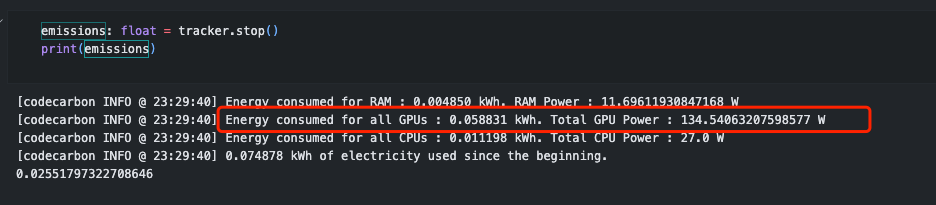 emissions: float = tracker.stop()
print(emissions)
[codecarbon INFO @ 23:29:40] Energy consumed for RAM : 0.004850 kWh. RAM Power : 11.69611930847168 W
[codecarbon INFO @ 23:29:40] Energy consumed for all GPUs : 0.058831 kWh. Total GPU Power : 134.54063207598577 W
[codecarbon INFO @ 23:29:40] Energy consumed for all CPUs : 0.011198 kWh. Total CPU Power : 27.0 W
[codecarbon INFO @ 23:29:40] 0.074878 kWh of electricity used since the beginning.
0.02551797322708646